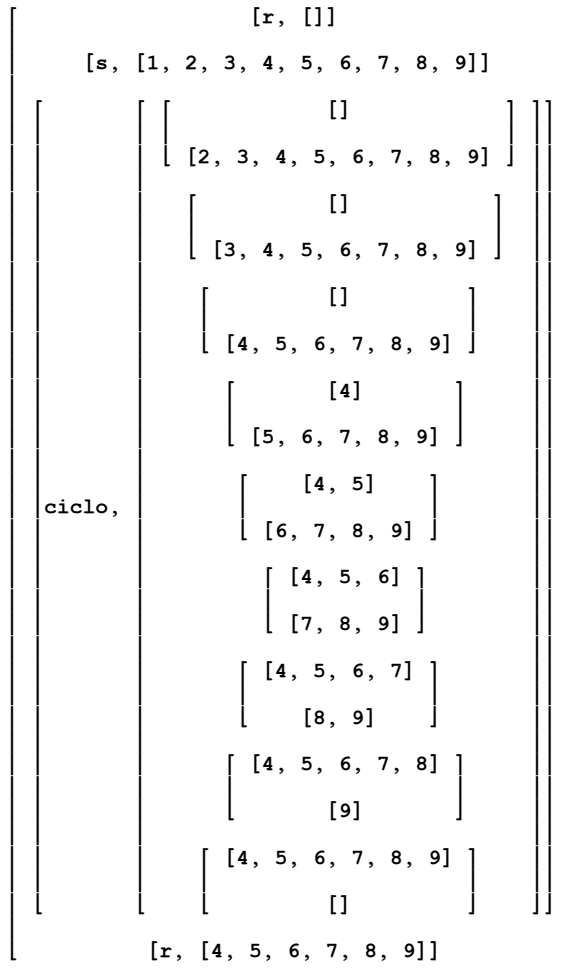 [r, []]
[s, [1, 2, 3, 4, 5, 6, 7, 8, 9]]
[]
[2, 3, 4, 5, 6, 7, 8, 9]
[]
[3, 4, 5, 6, 7, 8, 9]
[]
[4, 5, 6, 7, 8, 9]
[4]
[5, 6, 7, 8, 9]
[4, 5]
ciclo,
[6, 7, 8, 9]
[4, 5, 6]
[7, 8, 9]
[4, 5, 6, 7]
[8, 9]
[4, 5, 6, 7, 8]
[9]
[4, 5, 6, 7, 8, 9]
[]
[r, [4, 5, 6, 7, 8, 9]]